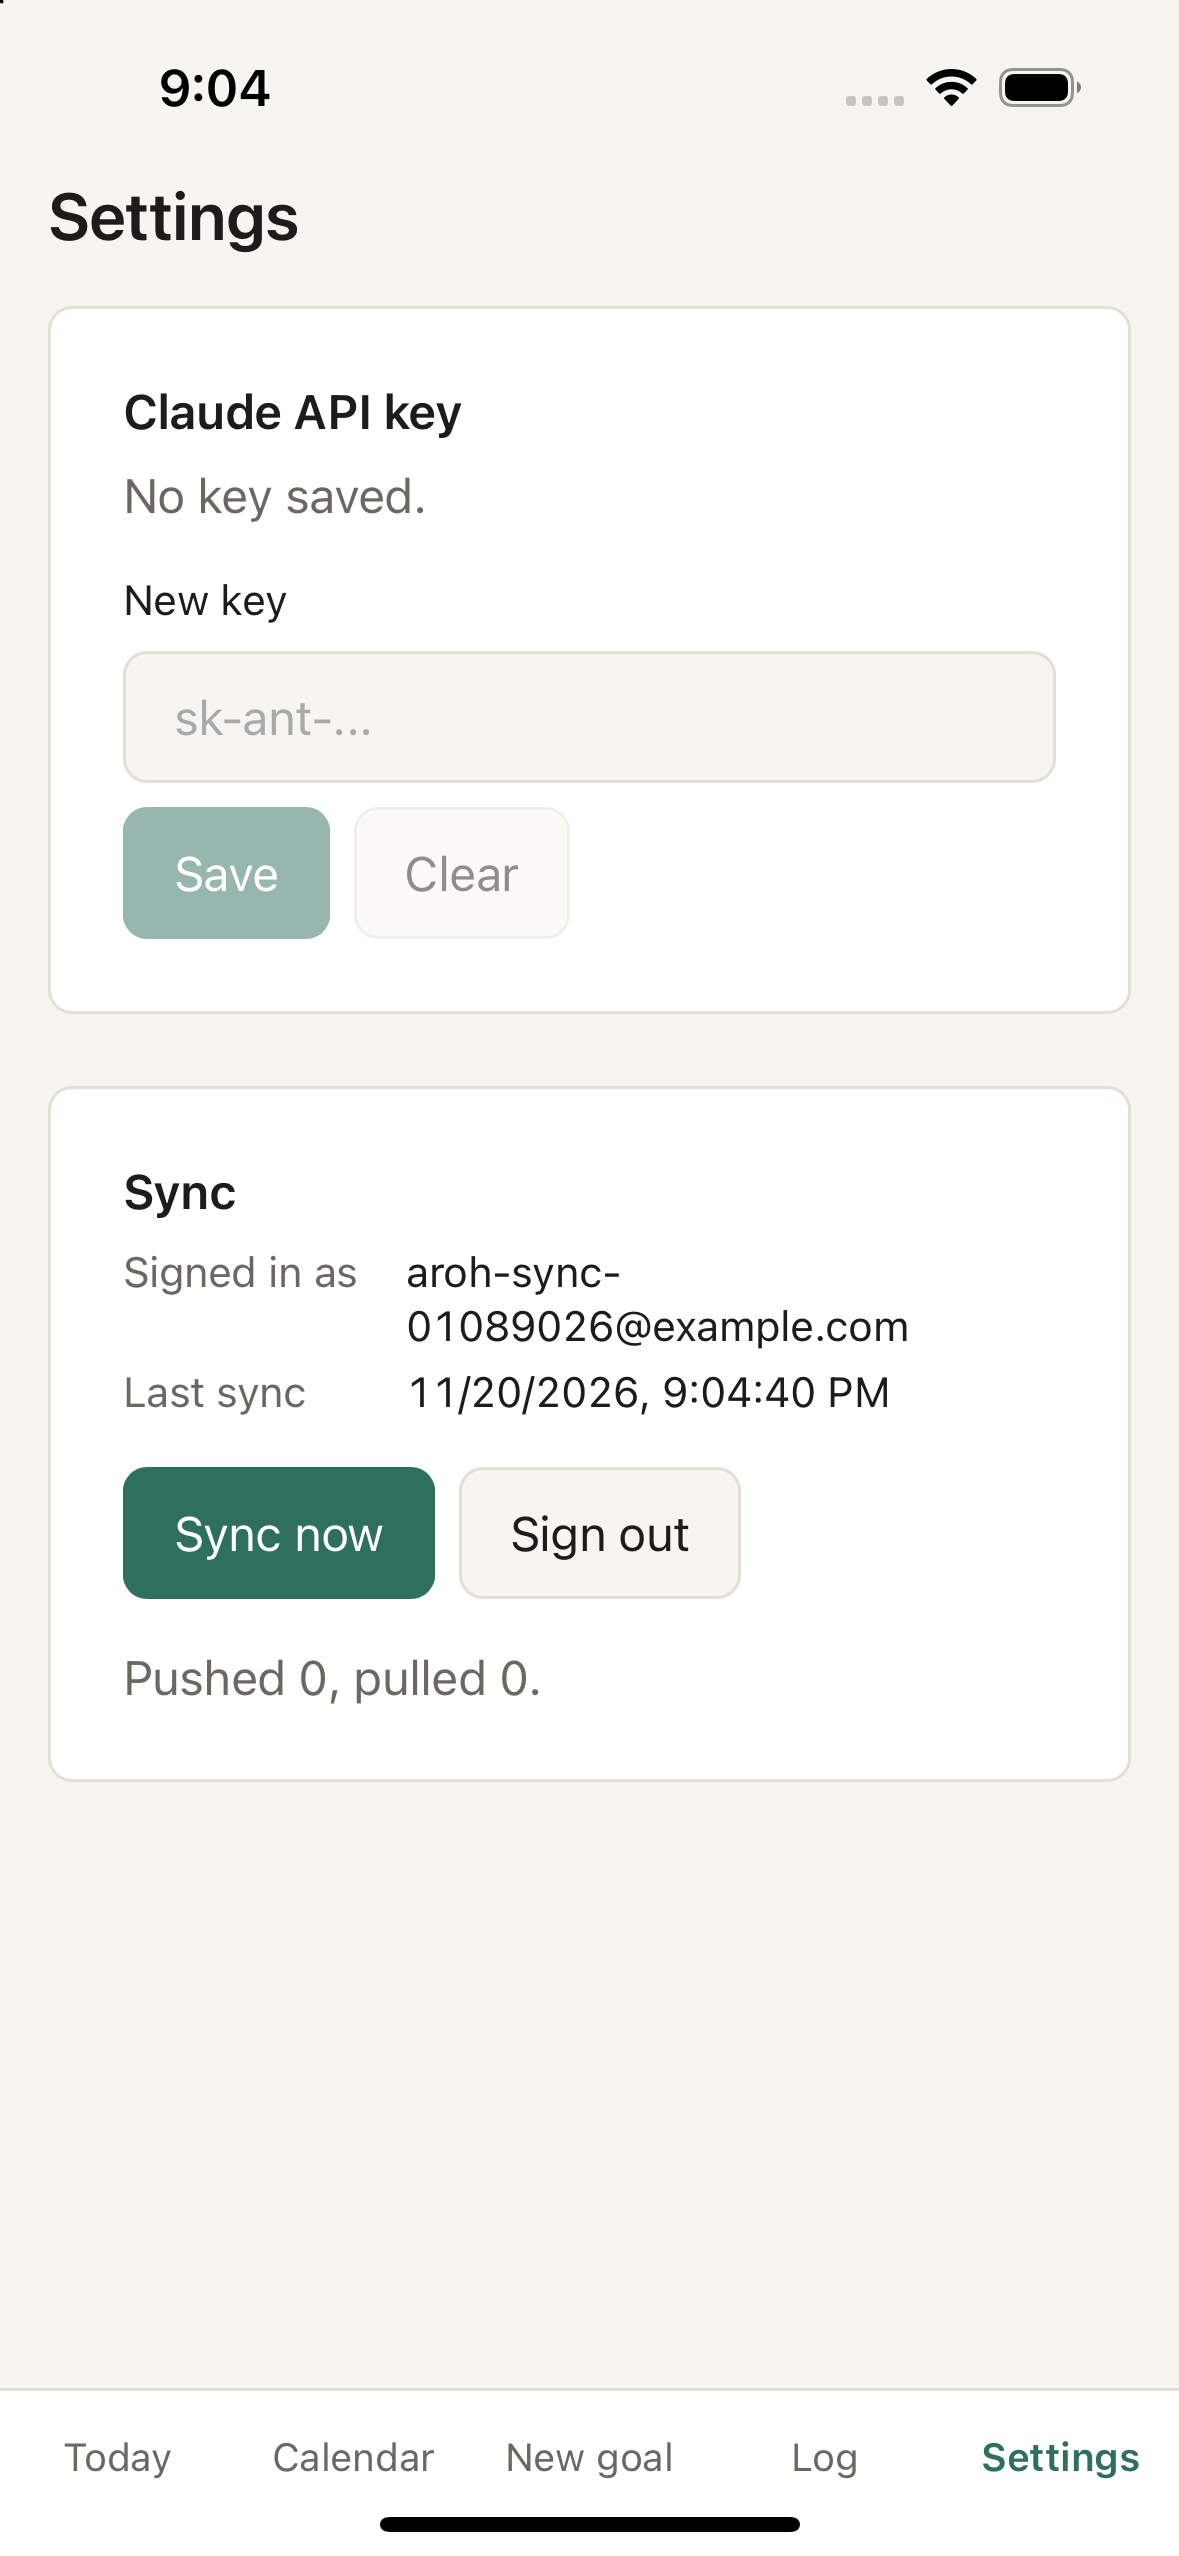 9:04
Settings
Claude API key
No key saved.
New key
sk-ant-...
Save
Clear
Sync
Signed in as
aroh-sync-
01089026@example.com
Last sync
11/20/2026, 9:04:40 PM
Sync now
Sign out
Pushed 0, pulled 0.
Today
Calendar
New goal
Log
Settings